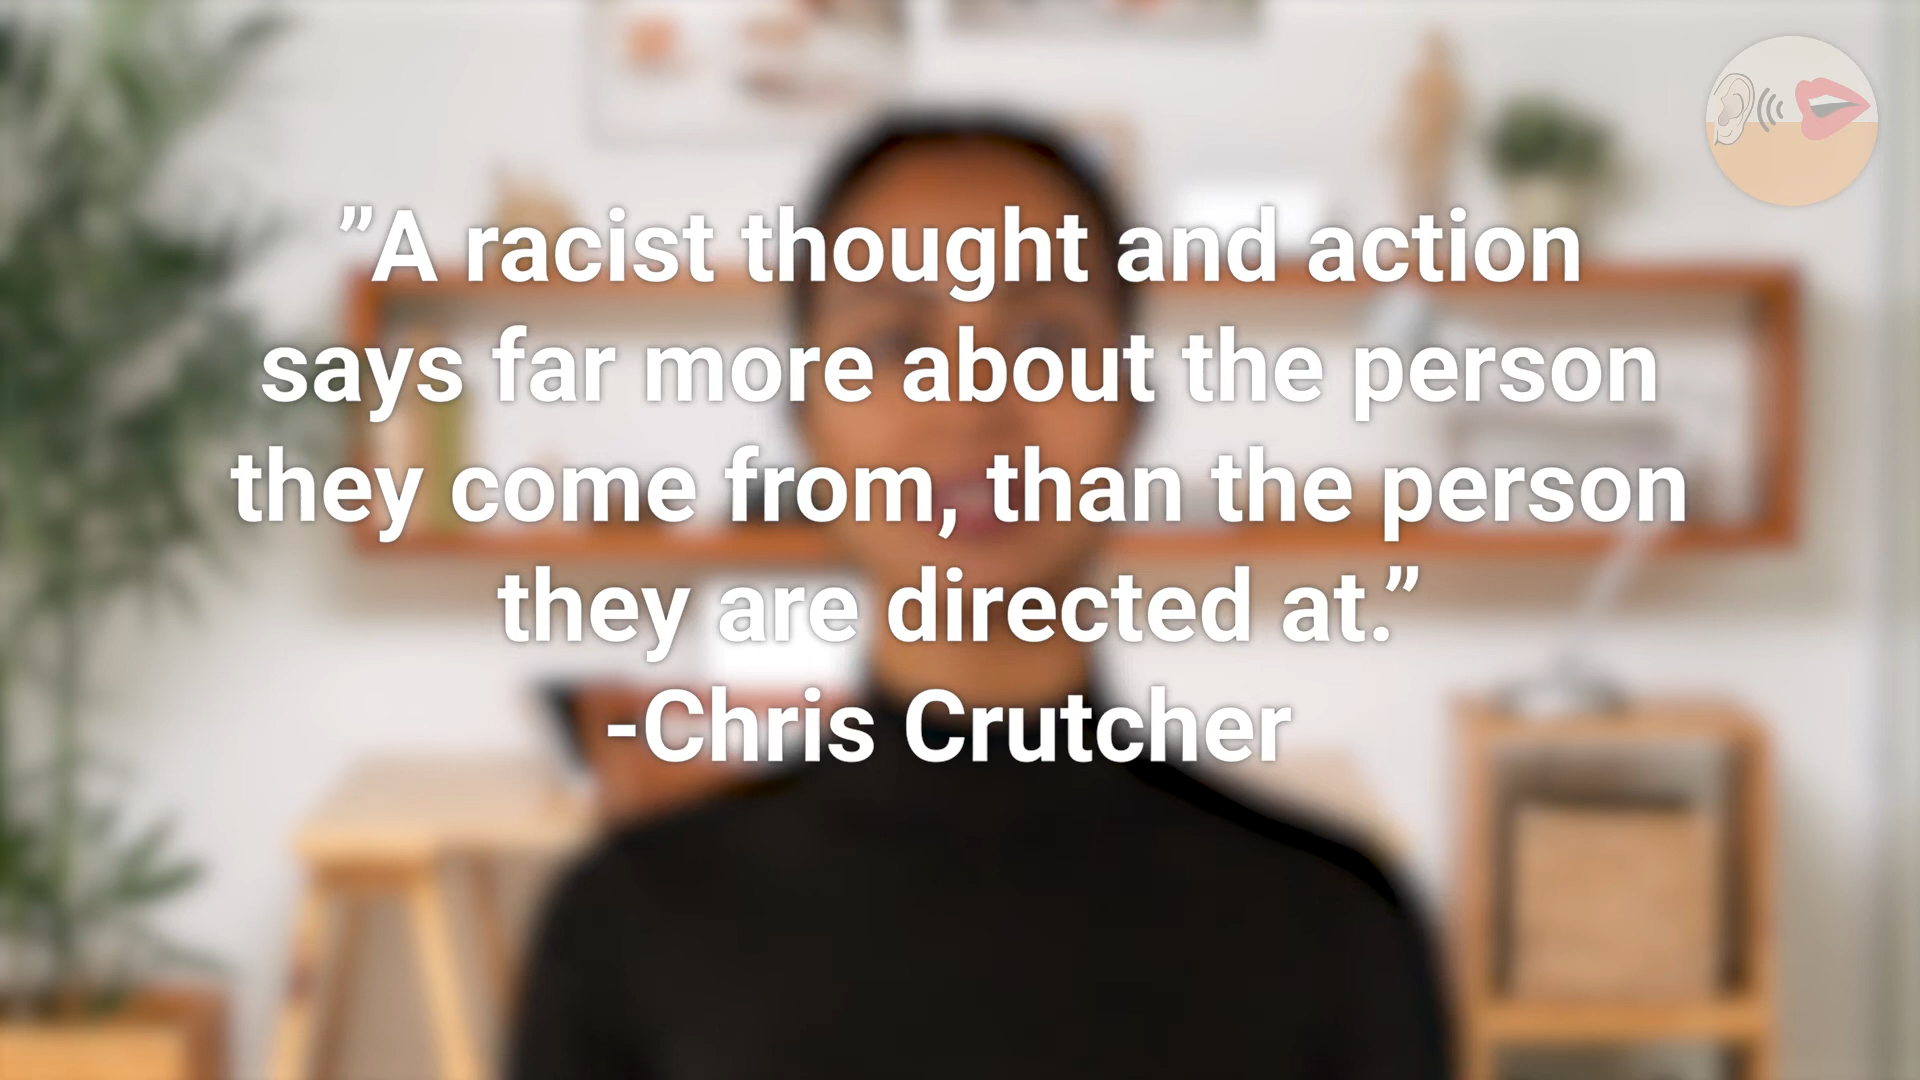 ”A racist thought and action
says far more about the person
they come from, than the person
they are directed at.”
-Chris Crutcher